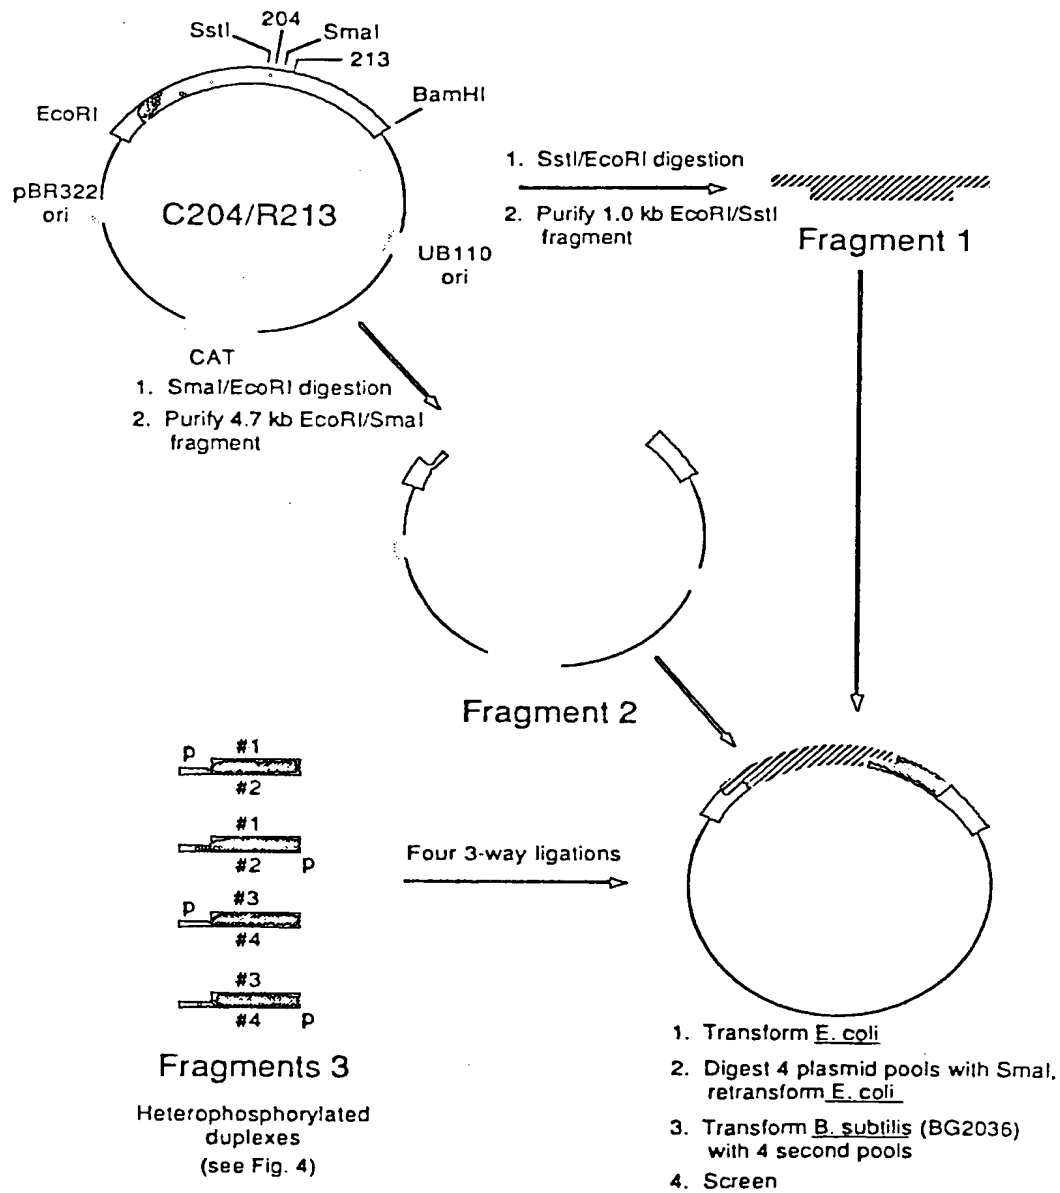 SstI
204
SmaI
213
EcoRI
BamHI
pBR322
ori
C204/R213
UB110
ori
CAT
1. SstI/EcoRI digestion
2. Purify 1.0 kb EcoRI/SstI
fragment
Fragment 1
1. SmaI/EcoRI digestion
2. Purify 4.7 kb EcoRI/SmaI
fragment
Fragment 2
p #1
#2
#1
#2 p
p #3
#4
#3
#4 p
Four 3-way ligations
Fragments 3
Heterophosphorylated
duplexes
(see Fig. 4)
1. Transform E. coli
2. Digest 4 plasmid pools with SmaI,
retransform E. coli
3. Transform B. subtilis (BG2036)
with 4 second pools
4. Screen